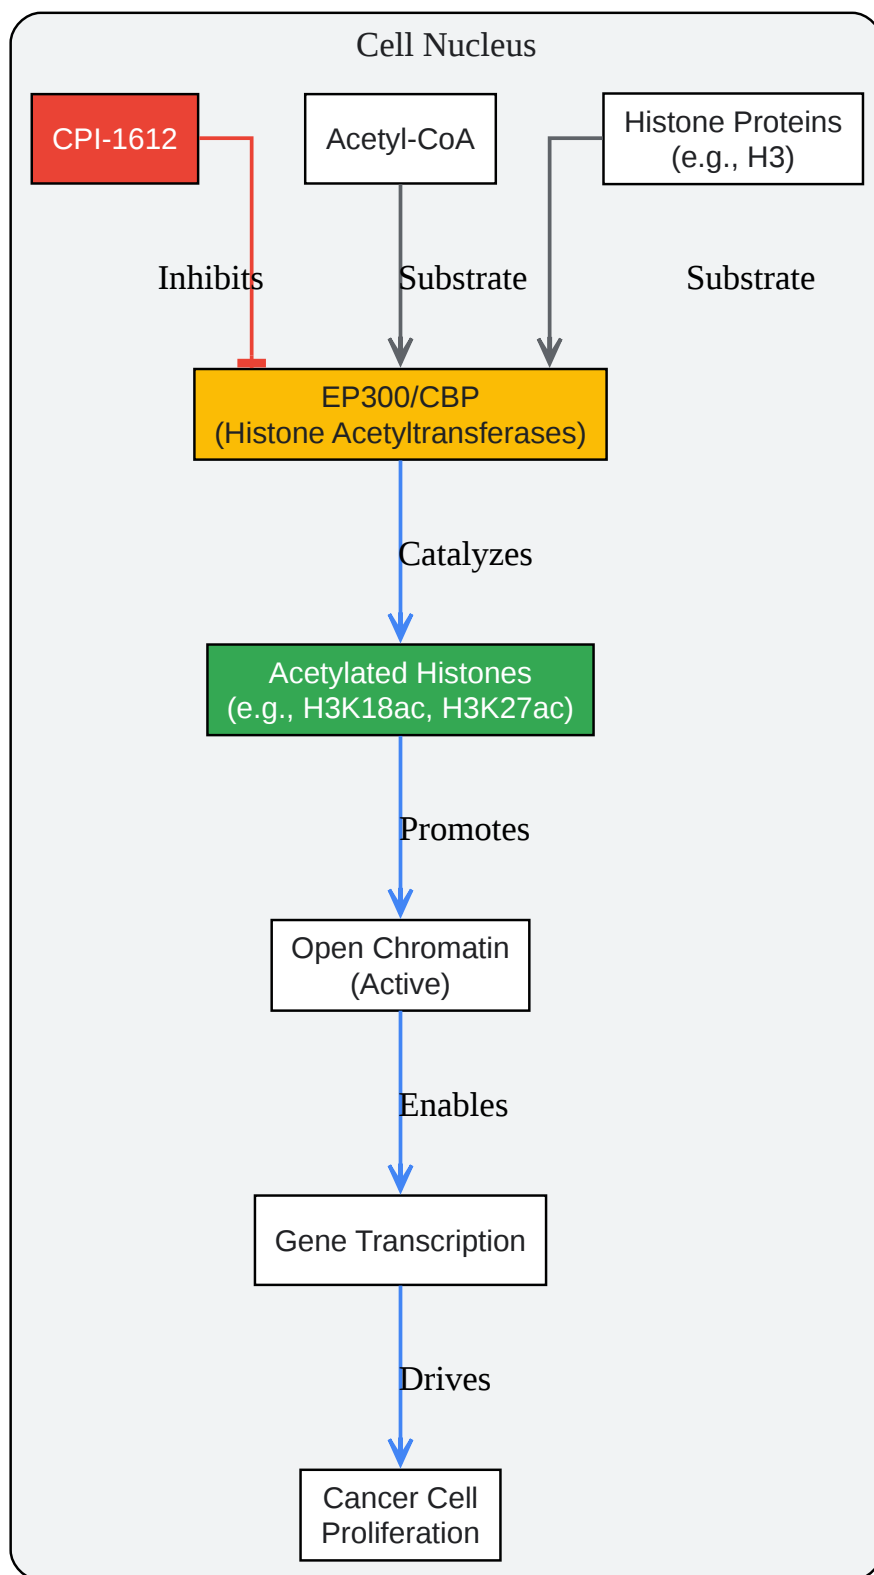 Cell Nucleus
CPI-1612
Acetyl-CoA
Histone Proteins
(e.g., H3)
Inhibits
Substrate
Substrate
EP300/CBP
(Histone Acetyltransferases)
Catalyzes
Acetylated Histones
(e.g., H3K18ac, H3K27ac)
Promotes
Open Chromatin
(Active)
Enables
Gene Transcription
Drives
Cancer Cell
Proliferation